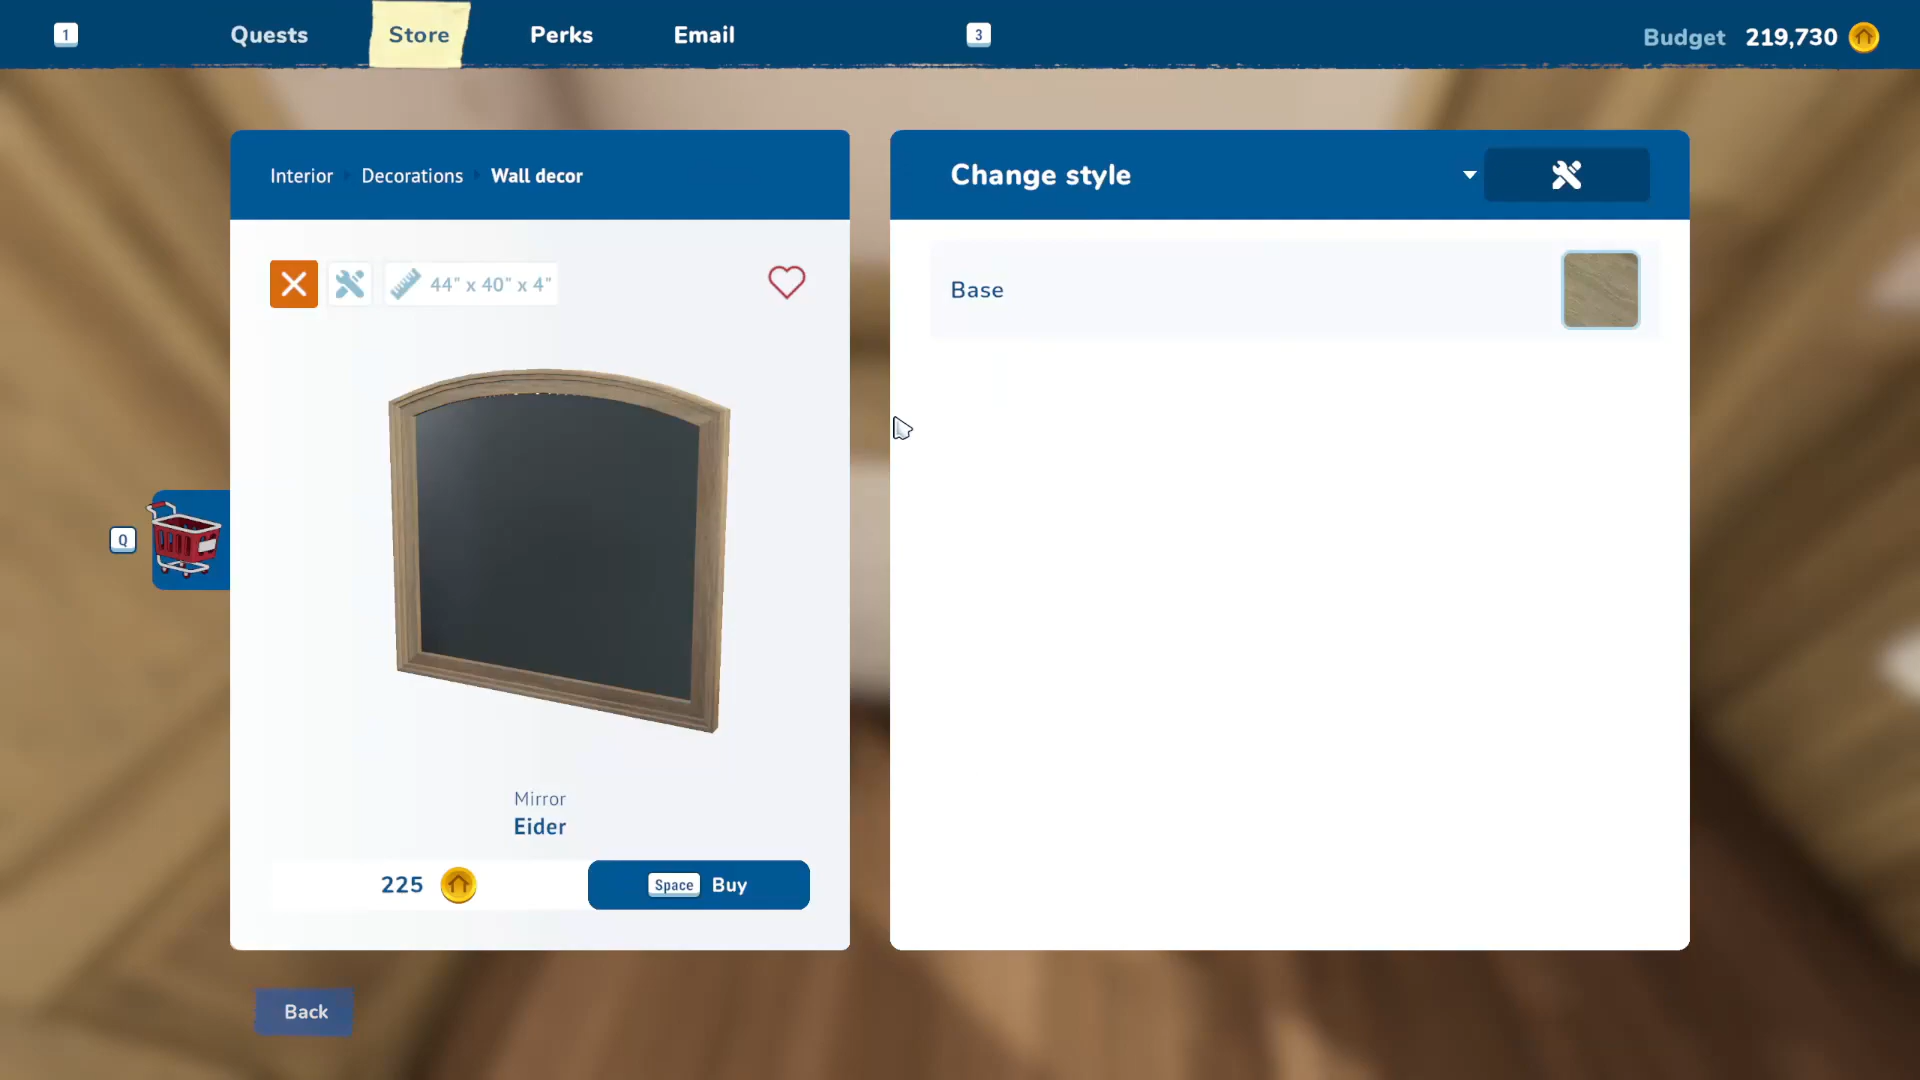 1
Quests
Store
Perks
Email
3
Budget 219,730
Interior Decorations Wall decor
44" x 40" x 4"
Change style
Base
Q
Mirror
Eider
225
Space Buy
Back